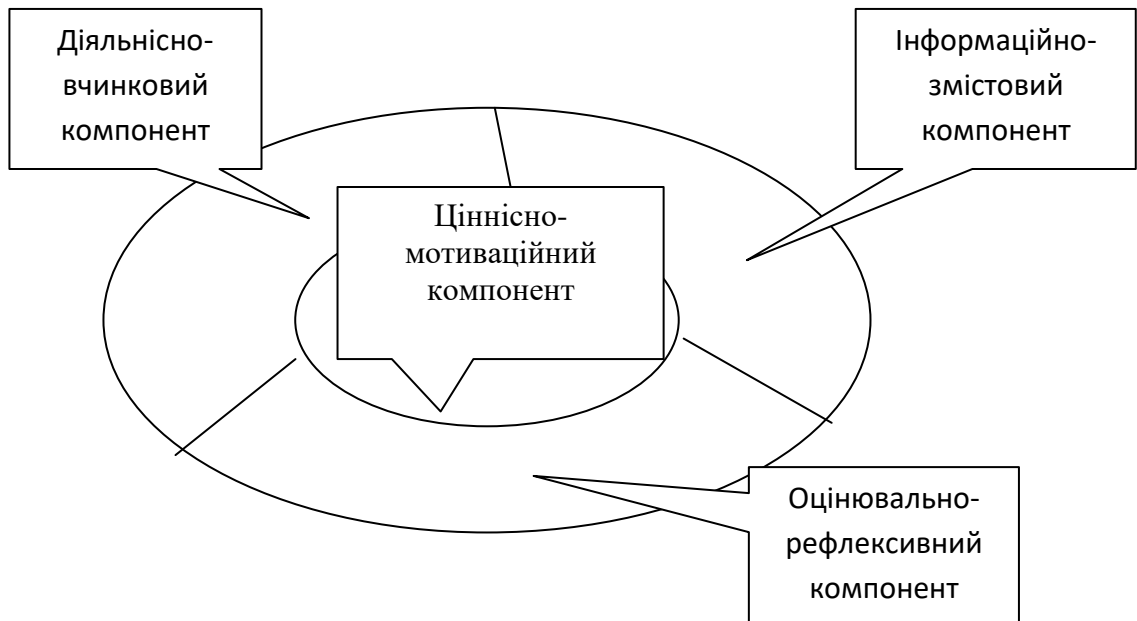 Діяльнісно-
вчинковий
компонент
Інформаційно-
змістовий
компонент
Ціннісно-
мотиваційний
компонент
Оцінювально-
рефлексивний
компонент